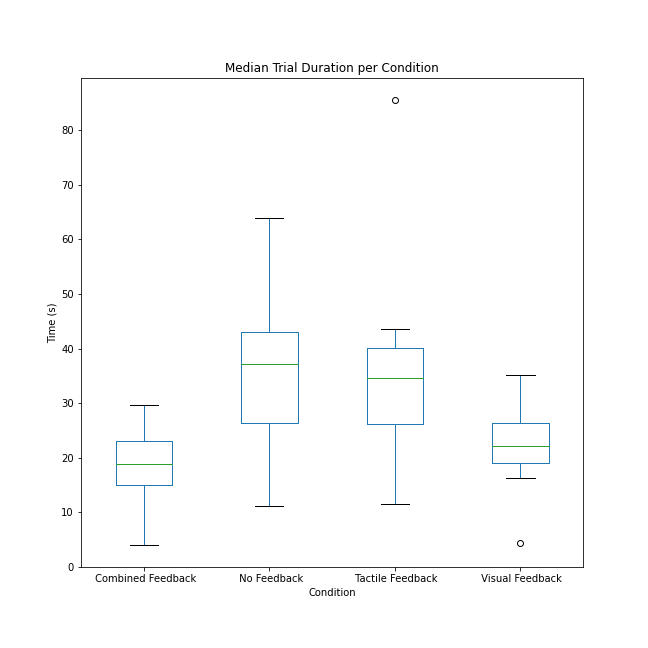 Median Trial Duration per Condition
80
70
60
50
40
30
20
10
0
Time (s)
Combined Feedback
No Feedback
Tactile Feedback
Visual Feedback
Condition